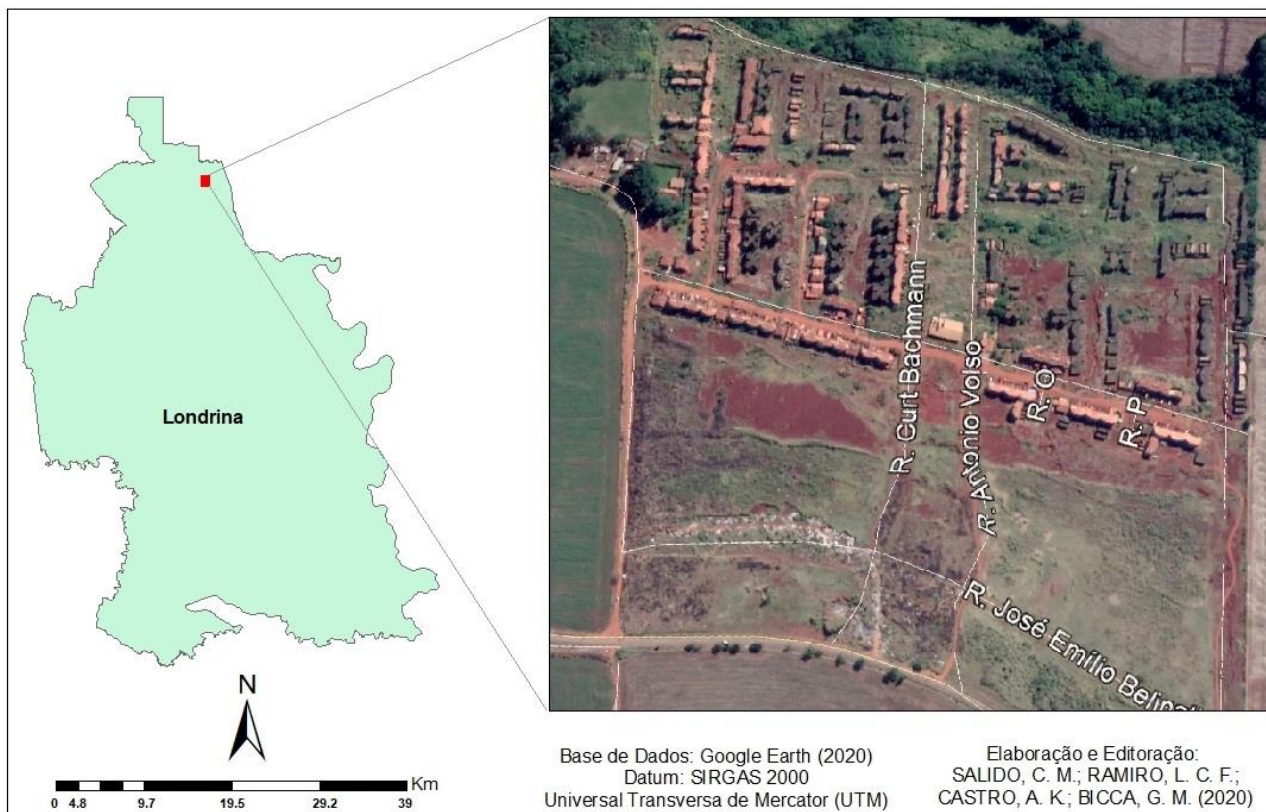 Londrina
R. Curt Bachmann
R. Antonio Volso
R. O
R. P
R. José Emílio Belinat
N
Km
0 4.8 9.7 19.5 29.2 39
Base de Dados: Google Earth (2020)
Datum: SIRGAS 2000
Universal Transversa de Mercator (UTM)
Elaboração e Editoração:
SALIDO, C. M.; RAMIRO, L. C. F.;
CASTRO, A. K.; BICCA, G. M. (2020)